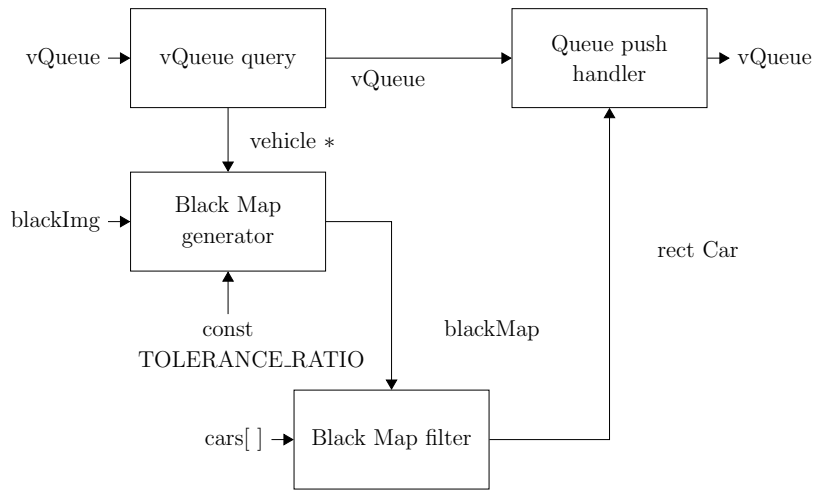 vQueue
vQueue query
vQueue
Queue push
handler
vQueue
vehicle *
blackImg
Black Map
generator
rect Car
const
TOLERANCE_RATIO
blackMap
cars[ ]
Black Map filter